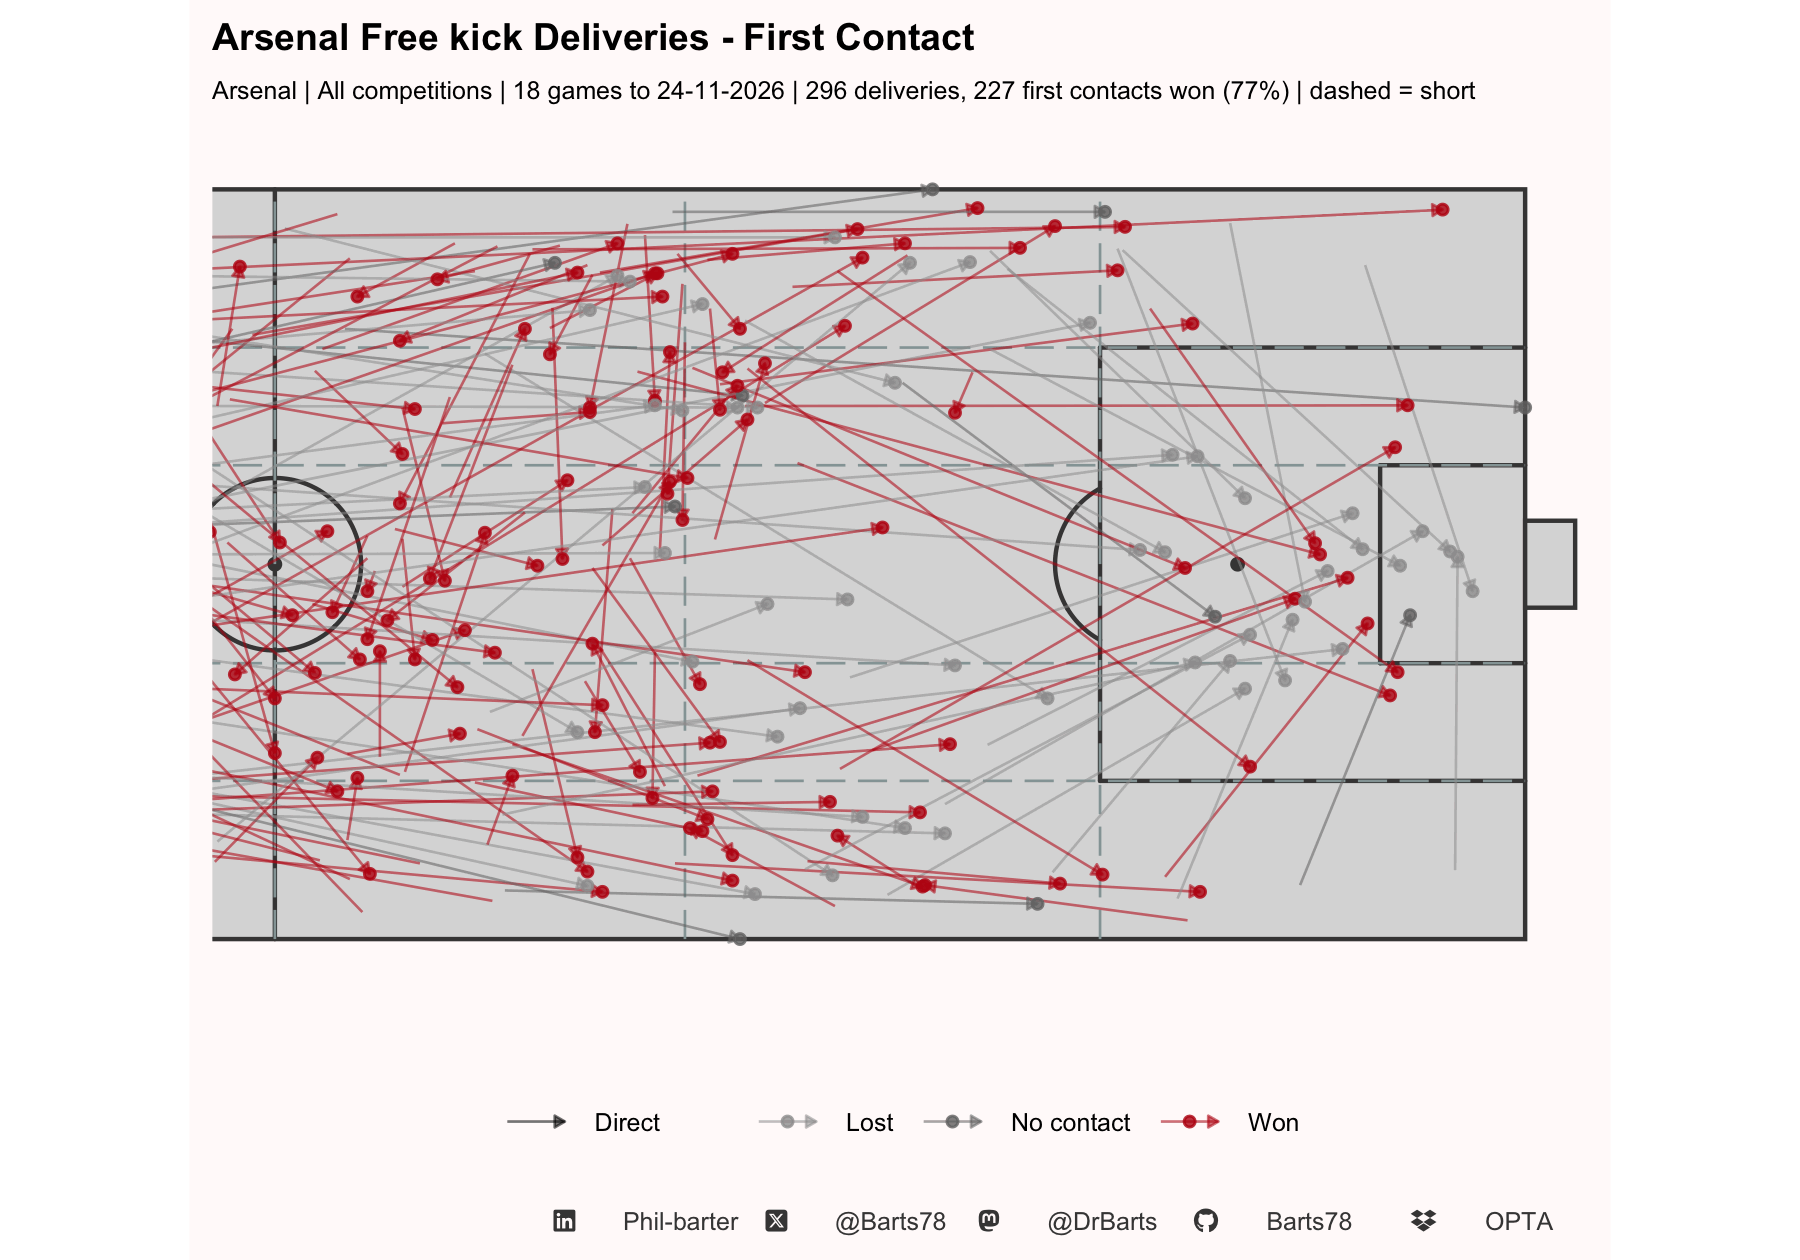 Arsenal Free kick Deliveries - First Contact
Arsenal | All competitions | 18 games to 24-11-2026 | 296 deliveries, 227 first contacts won (77%) | dashed = short
Direct Lost No contact Won
Phil-barter @Barts78 @DrBarts Barts78 OPTA